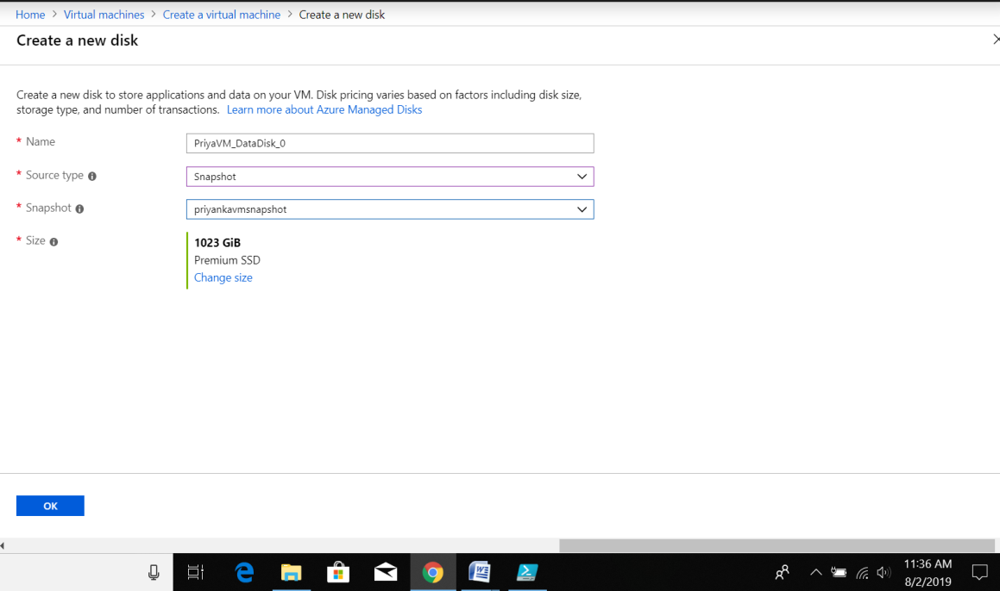 Home > Virtual machines > Create a virtual machine > Create a new disk
Create a new disk
Create a new disk to store applications and data on your VM. Disk pricing varies based on factors including disk size,
storage type, and number of transactions. Learn more about Azure Managed Disks
* Name
PriyaVM_DataDisk_0
* Source type
Snapshot
* Snapshot
priyankavmsnapshot
* Size
1023 GiB
Premium SSD
Change size
OK
11:36 AM
8/2/2019